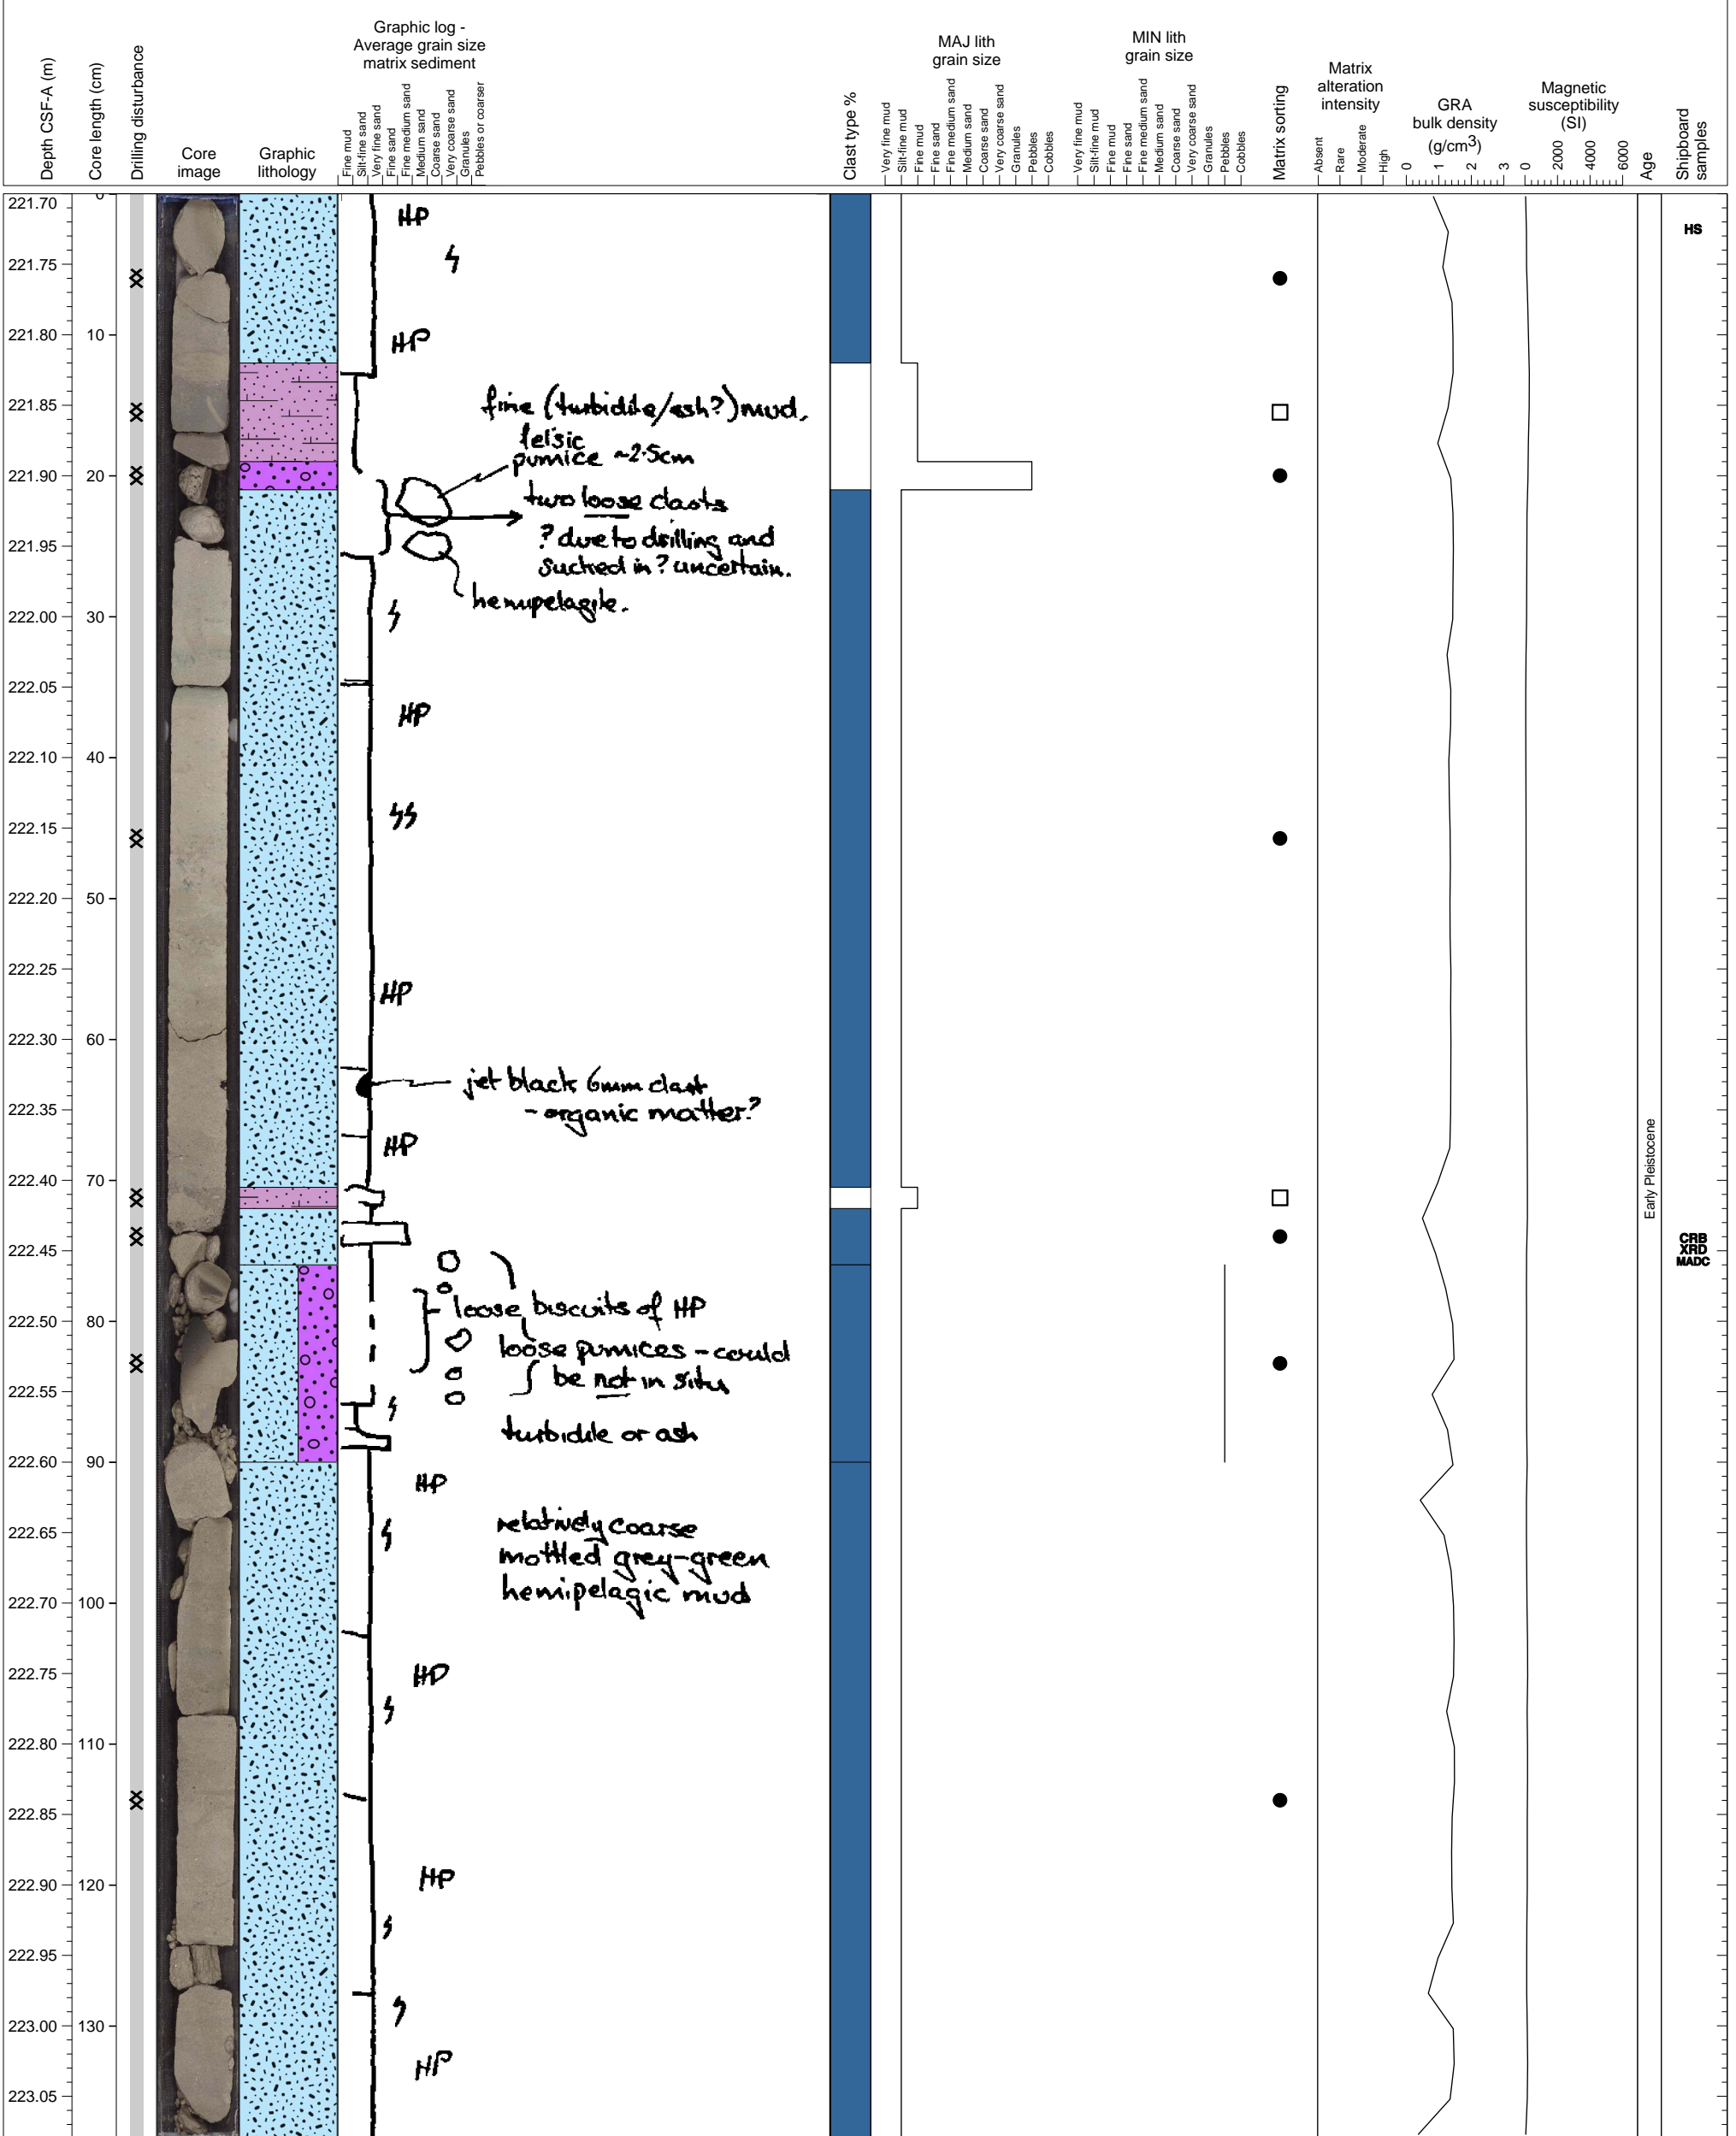 Depth CSF-A (m)
Core length (cm)
Drilling disturbance
Core
image
Graphic
lithology
Graphic log -
Average grain size
matrix sediment
Fine mud
Silt-fine sand
Very fine sand
Fine sand
Fine medium sand
Medium sand
Coarse sand
Very coarse sand
Granules
Pebbles or coarser
Clast type %
MAJ lith
grain size
Very fine mud
Silt-fine mud
Fine mud
Fine sand
Fine medium sand
Medium sand
Coarse sand
Very coarse sand
Granules
Pebbles
Cobbles
MIN lith
grain size
Very fine mud
Silt-fine mud
Fine mud
Fine sand
Fine medium sand
Medium sand
Coarse sand
Very coarse sand
Granules
Pebbles
Cobbles
Matrix sorting
Matrix
alteration
intensity
Absent
Rare
Moderate
High
GRA
bulk density
(g/cm3)
0 1 2 3
Magnetic
susceptibility
(SI)
0 2000 4000 6000
Age
Shipboard
samples
221.70 0
221.75
221.80 10
221.85
221.90 20
221.95
222.00 30
222.05
222.10 40
222.15
222.20 50
222.25
222.30 60
222.35
222.40 70
222.45
222.50 80
222.55
222.60 90
222.65
222.70 100
222.75
222.80 110
222.85
222.90 120
222.95
223.00 130
223.05
HP
HP
fine (turbidite/ash?) mud.
felsic
pumice ~2.5cm
two loose clasts
? due to drilling and
sucked in? uncertain.
hemipelagite.
HP
HP
jet black 6mm clast
- organic matter?
HP
loose biscuits of HP
loose pumices - could
be not in situ
turbidite or ash
HP
relatively coarse
mottled grey-green
hemipelagic mud
HP
HP
HP
Early Pleistocene
HS
CRB
XRD
MADC